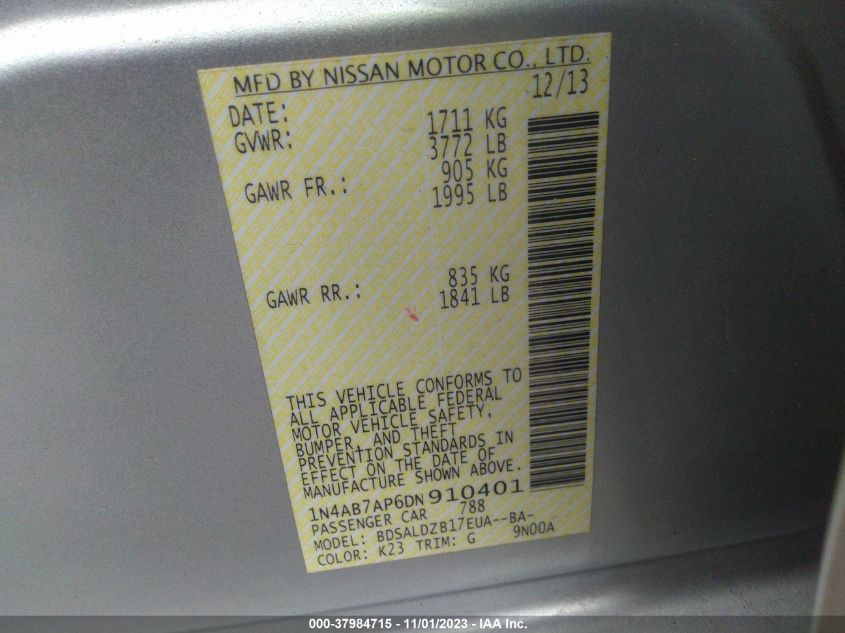 MFD BY NISSAN MOTOR CO., LTD.
DATE: 12/13
GVWR: 1711 KG
3772 LB
GAWR FR.: 905 KG
1995 LB
GAWR RR.: 835 KG
1841 LB
THIS VEHICLE CONFORMS TO
ALL APPLICABLE FEDERAL
MOTOR VEHICLE SAFETY,
BUMPER, AND THEFT
PREVENTION STANDARDS IN
EFFECT ON THE DATE OF
MANUFACTURE SHOWN ABOVE.
1N4AB7AP6DN910401
PASSENGER CAR 788
MODEL: BDSALDZB17EUA--BA-
COLOR: K23 TRIM: G 9N00A
000-37984715 - 11/01/2023 - IAA Inc.